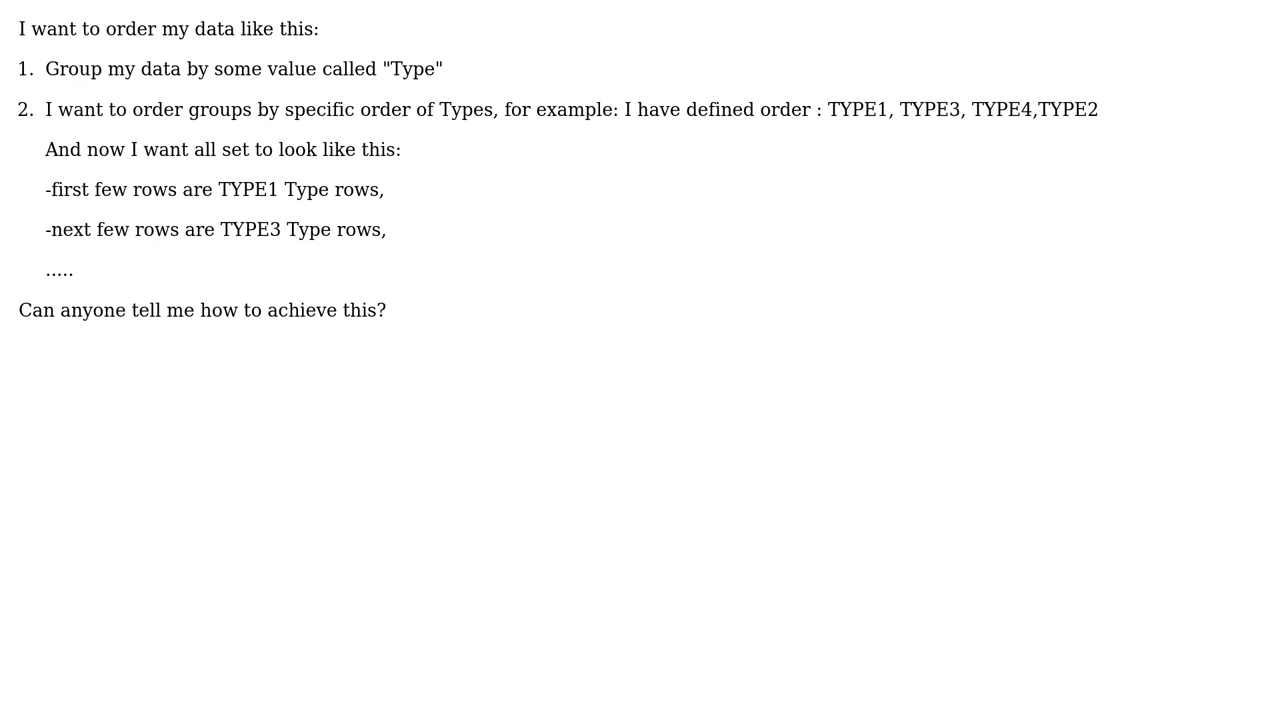 I want to order my data like this:
1. Group my data by some value called "Type"
2. I want to order groups by specific order of Types, for example: I have defined order : TYPE1, TYPE3, TYPE4,TYPE2
And now I want all set to look like this:
-first few rows are TYPE1 Type rows,
-next few rows are TYPE3 Type rows,
.....
Can anyone tell me how to achieve this?